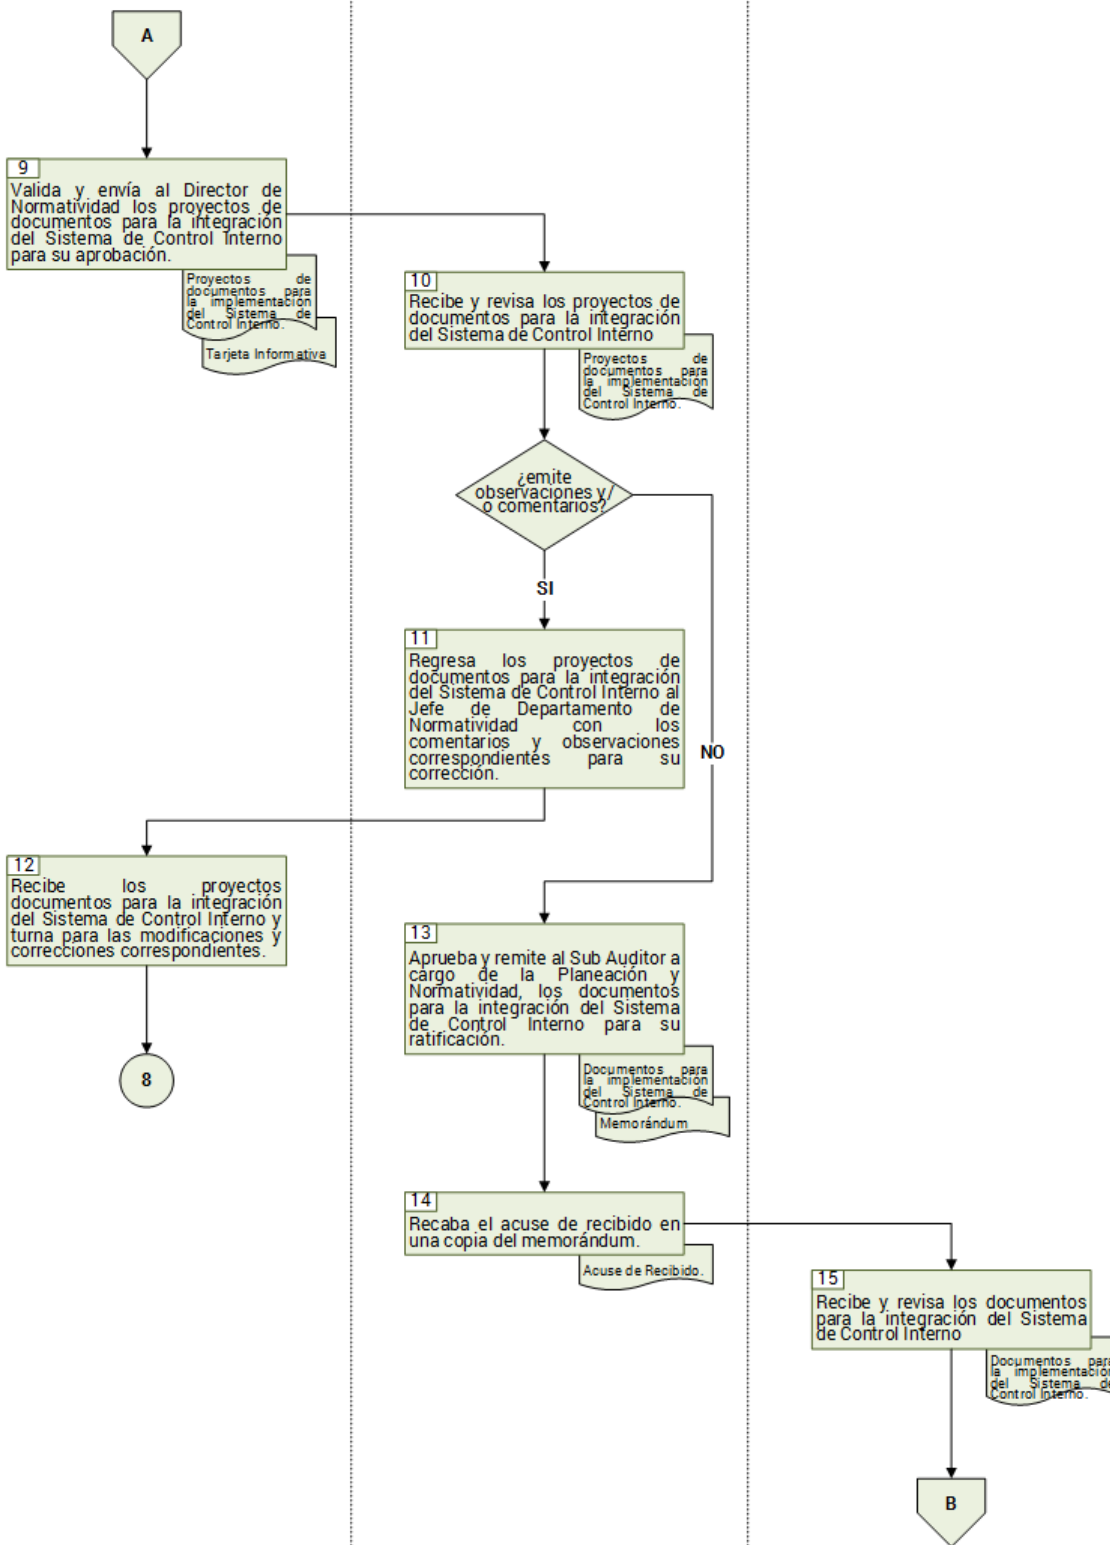 A
9
Valida y envía al Director de
Normatividad los proyectos de
documentos para la integración
del Sistema de Control Interno
para su aprobación.
Proyectos de
documentos para
la implementación
del Sistema de
Control Interno.
Tarjeta Informativa
10
Recibe y revisa los proyectos de
documentos para la integración
del Sistema de Control Interno
Proyectos de
documentos para
la implementación
del Sistema de
Control Interno.
¿emite
observaciones y/
o comentarios?
SI
11
Regresa los proyectos de
documentos para la integración
del Sistema de Control Interno al
Jefe de Departamento de
Normatividad con los
comentarios y observaciones
correspondientes para su
corrección.
NO
12
Recibe los proyectos
documentos para la integración
del Sistema de Control Interno y
turna para las modificaciones y
correcciones correspondientes.
8
13
Aprueba y remite al Sub Auditor a
cargo de la Planeación y
Normatividad, los documentos
para la integración del Sistema
de Control Interno para su
ratificación.
Documentos para
la implementación
del Sistema de
Control Interno.
Memorándum
14
Recaba el acuse de recibido en
una copia del memorándum.
Acuse de Recibido.
15
Recibe y revisa los documentos
para la integración del Sistema
de Control Interno
Documentos para
la implementación
del Sistema de
Control Interno.
B